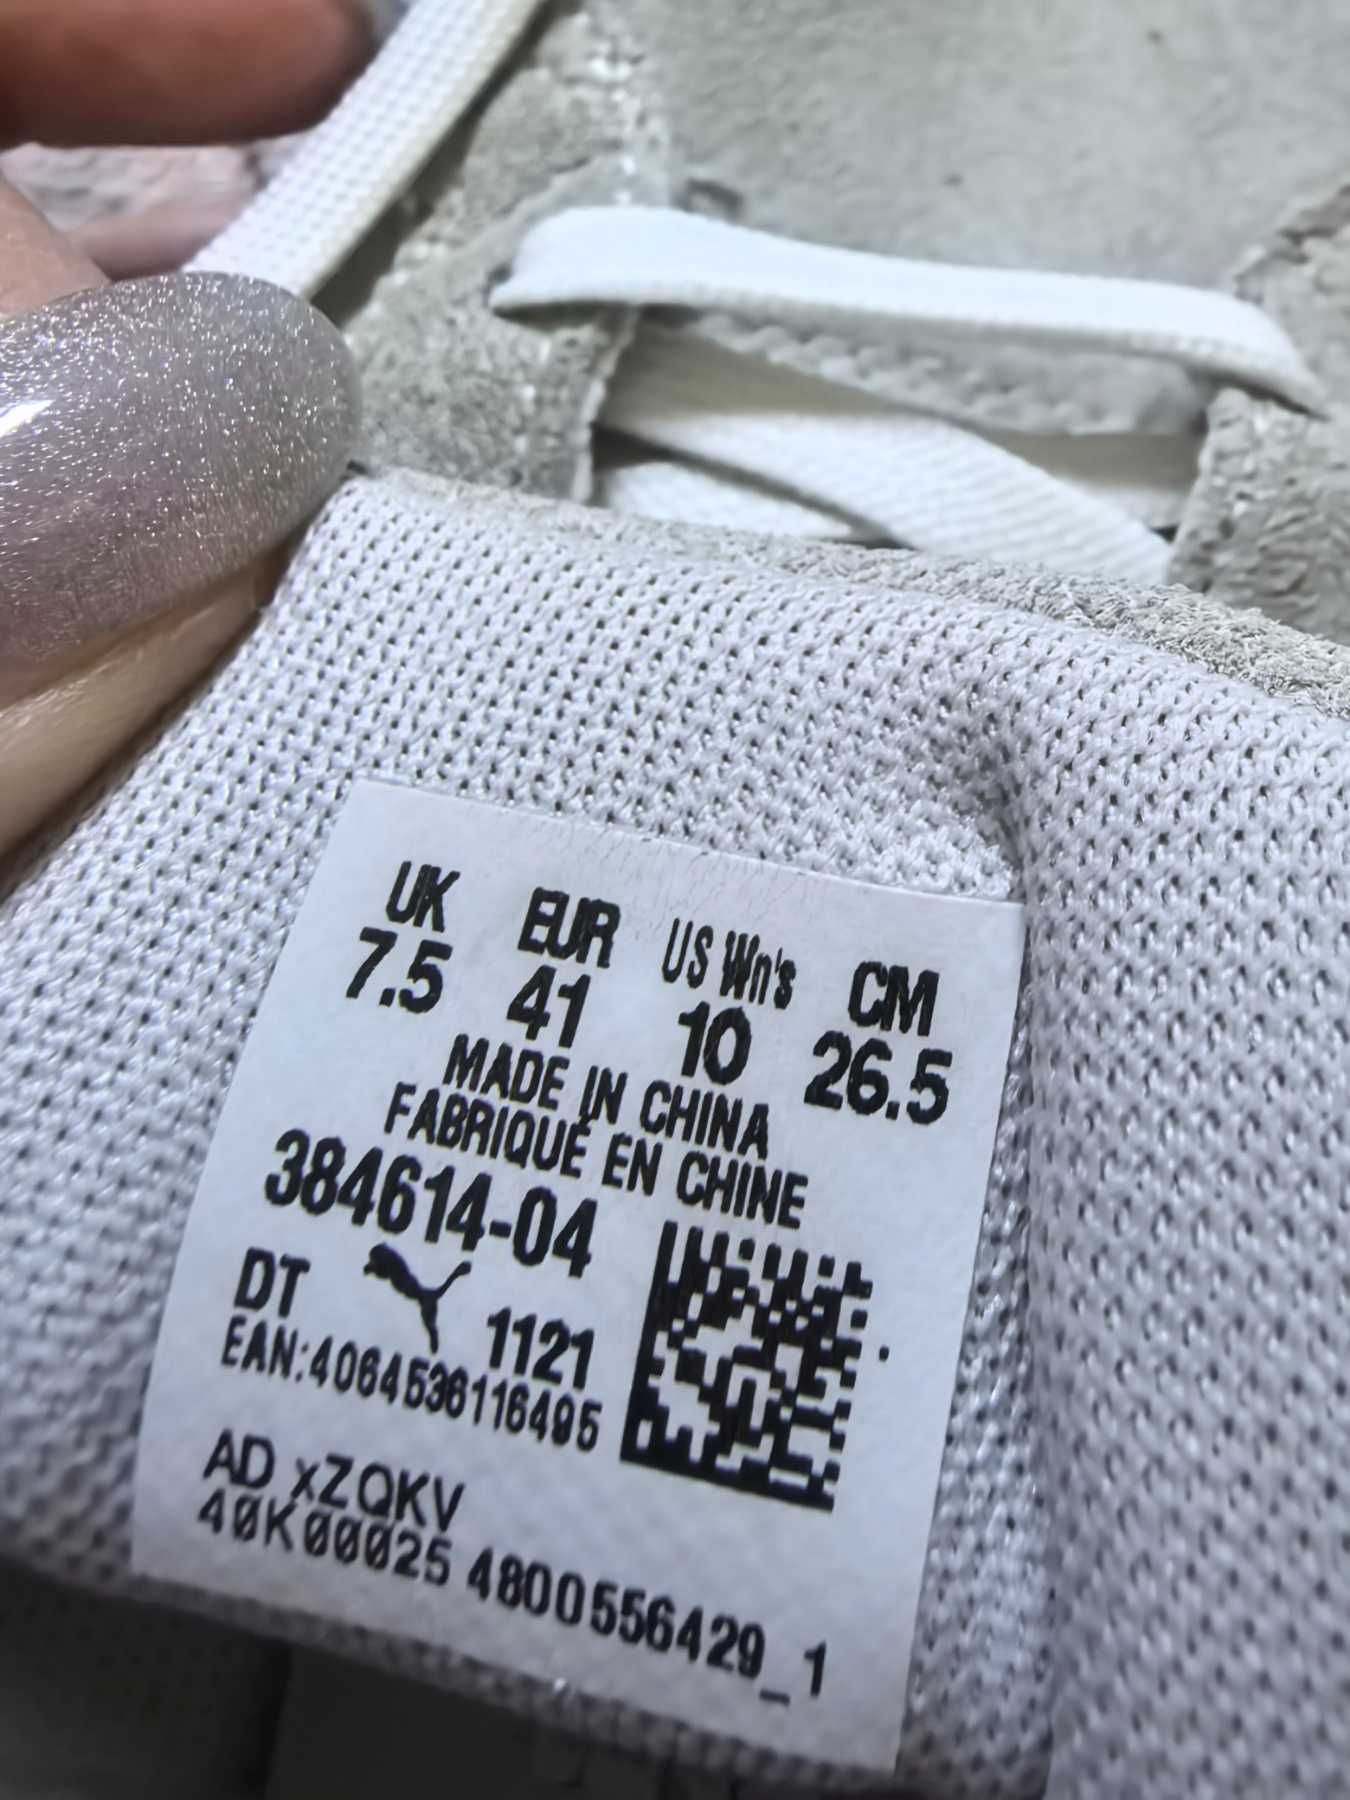 UK EUR US Wn's CM
7.5 41 10 26.5
MADE IN CHINA
FABRIQUÉ EN CHINE
384614-04
DT 1121
EAN:4064536116495
AD xZQKV
40K00025 4800556429_1